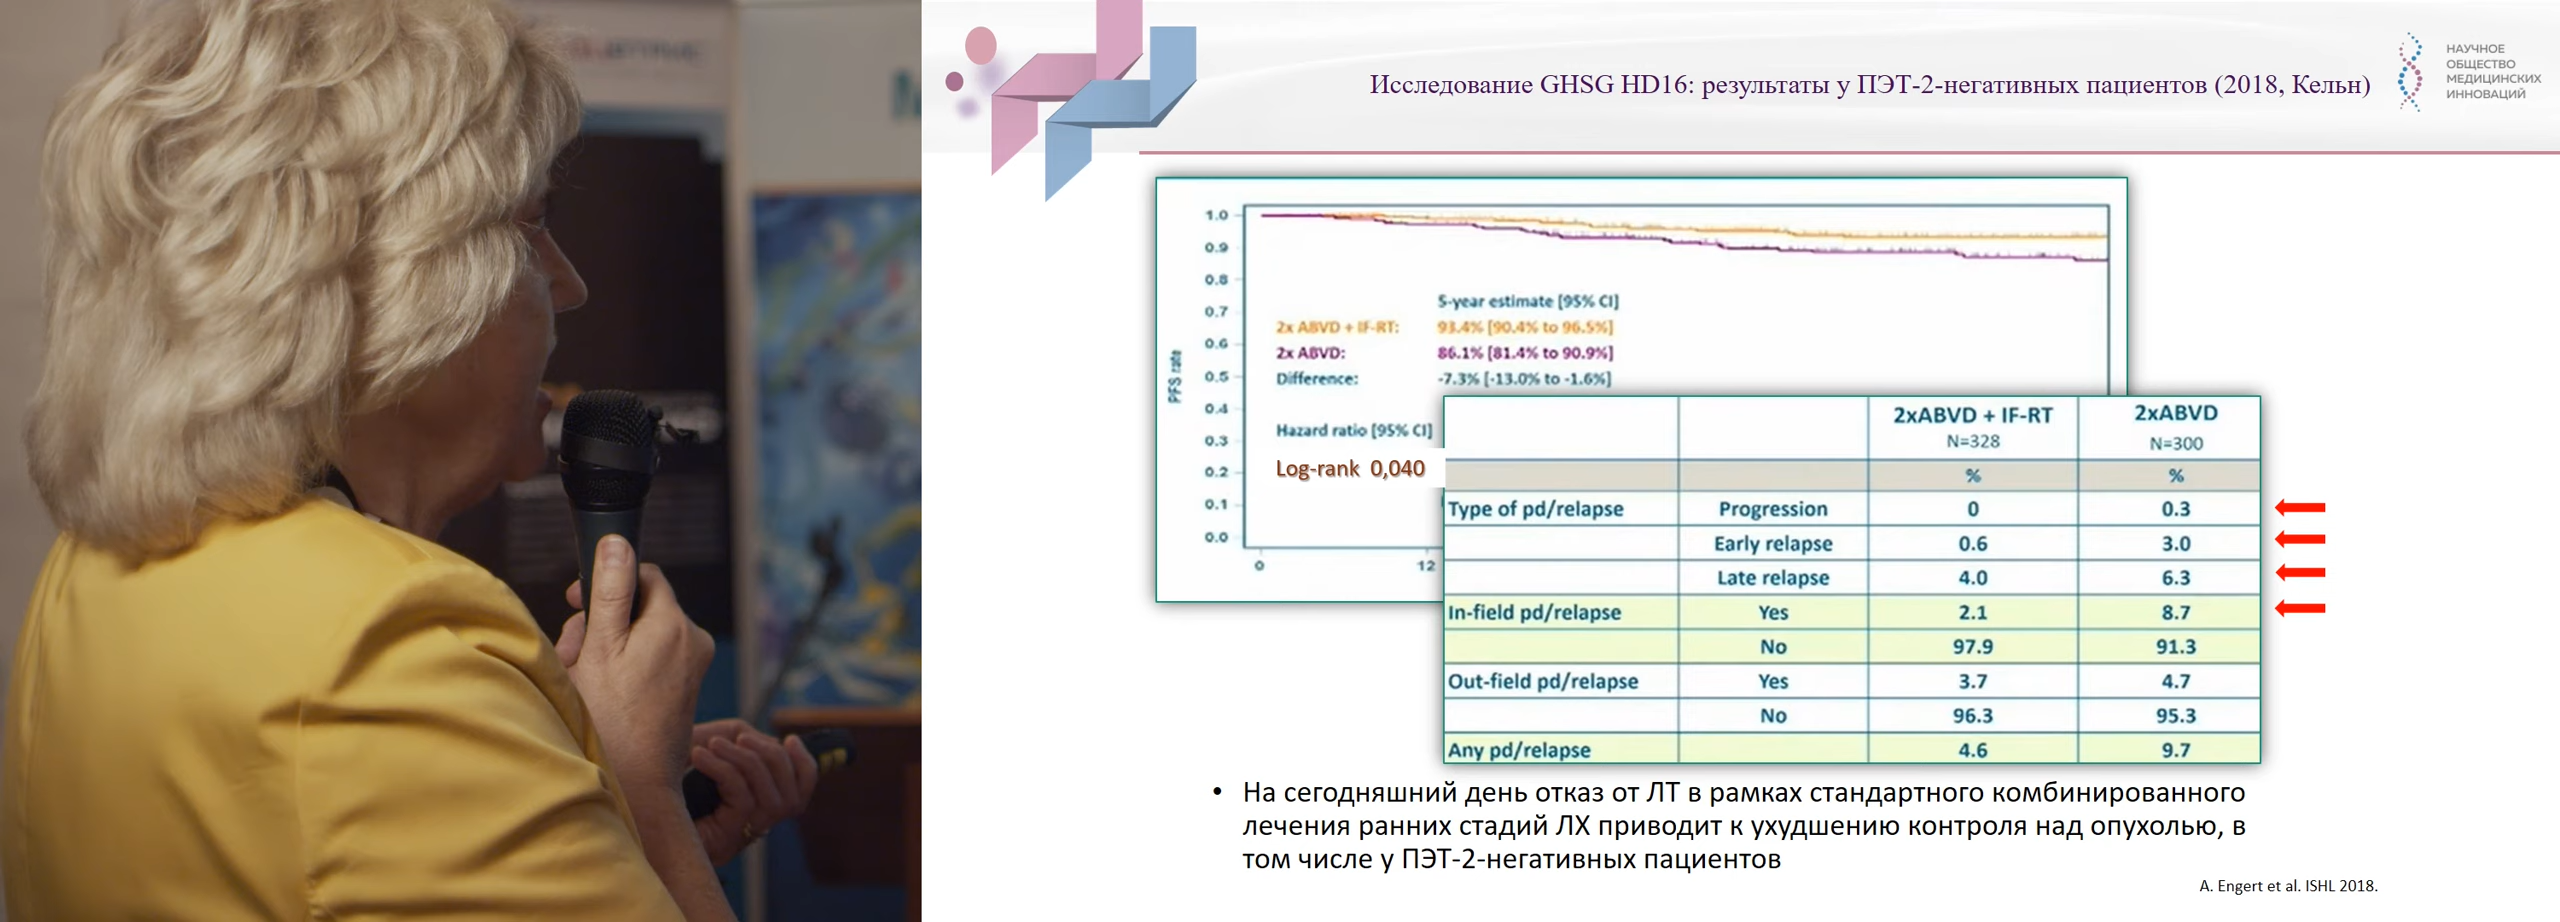 Исследование GHSG HD16: результаты у ПЭТ-2-негативных пациентов (2018, Кельн)
НАУЧНОЕ
ОБЩЕСТВО
МЕДИЦИНСКИХ
ИННОВАЦИЙ
PFS rate
1.0
0.9
0.8
0.7
0.6
0.5
0.4
0.3
0.2
0.1
0.0
0 12
5-year estimate [95% CI]
2x ABVD + IF-RT: 93.4% [90.4% to 96.5%]
2x ABVD: 86.1% [81.4% to 90.9%]
Difference: -7.3% [-13.0% to -1.6%]
Hazard ratio [95% CI]
Log-rank 0,040
2xABVD + IF-RT 2xABVD
N=328 N=300
% %
Type of pd/relapse Progression 0 0.3
Early relapse 0.6 3.0
Late relapse 4.0 6.3
In-field pd/relapse Yes 2.1 8.7
No 97.9 91.3
Out-field pd/relapse Yes 3.7 4.7
No 96.3 95.3
Any pd/relapse 4.6 9.7
• На сегодняшний день отказ от ЛТ в рамках стандартного комбинированного
лечения ранних стадий ЛХ приводит к ухудшению контроля над опухолью, в
том числе у ПЭТ-2-негативных пациентов
A. Engert et al. ISHL 2018.